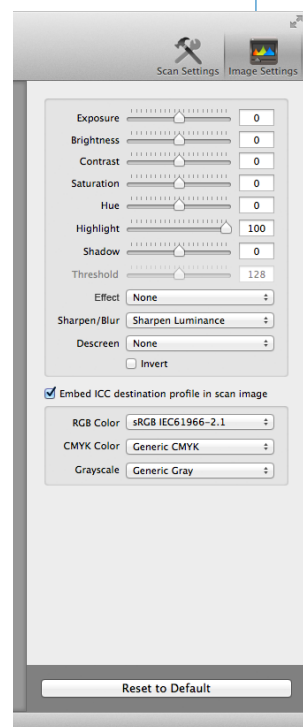 Scan Settings Image Settings
Exposure 0
Brightness 0
Contrast 0
Saturation 0
Hue 0
Highlight 100
Shadow 0
Threshold 128
Effect None
Sharpen/Blur Sharpen Luminance
Descreen None
Invert
Embed ICC destination profile in scan image
RGB Color sRGB IEC61966-2.1
CMYK Color Generic CMYK
Grayscale Generic Gray
Reset to Default